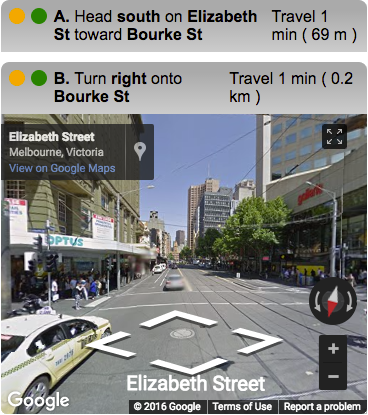 A. Head south on Elizabeth Travel 1
St toward Bourke St min ( 69 m )
B. Turn right onto Travel 1 min ( 0.2
Bourke St km )
Elizabeth Street
Melbourne, Victoria
View on Google Maps
OPTUS
+
−
Elizabeth Street
Google
© 2016 Google Terms of Use Report a problem